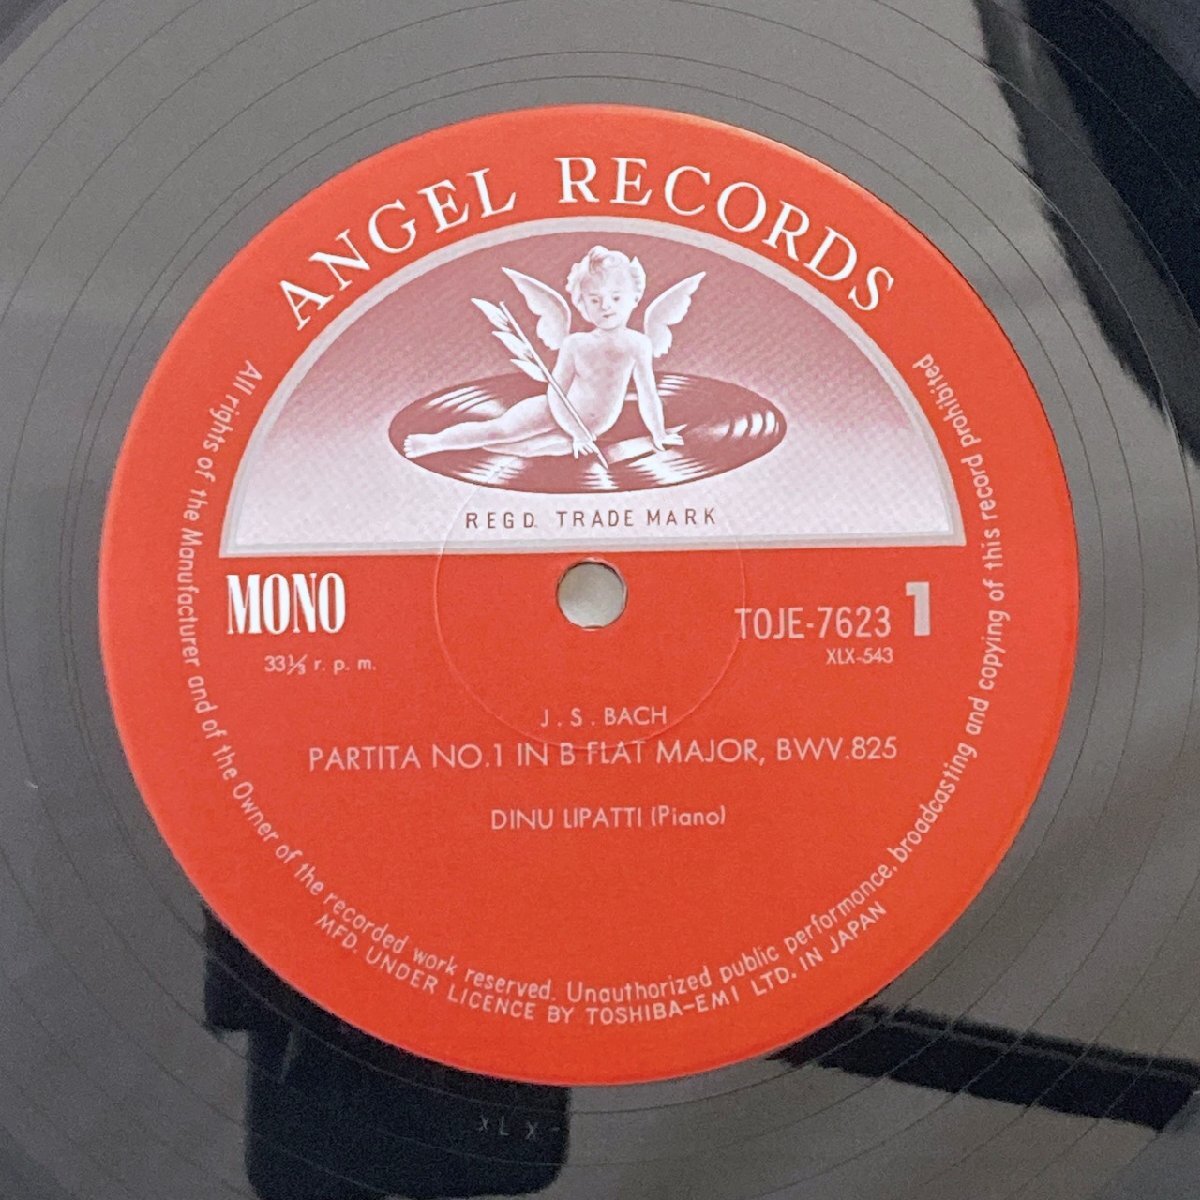 ANGEL RECORDS
REGD. TRADE MARK
MONO
33⅓ r. p. m.
TOJE-7623 1
XLX-543
J. S. BACH
PARTITA NO.1 IN B FLAT MAJOR, BWV.825
DINU LIPATTI (Piano)
All rights of the Manufacturer and of the Owner of the recorded work reserved. Unauthorized public performance, broadcasting and copying of this record prohibited
MFD. UNDER LICENCE BY TOSHIBA-EMI LTD. IN JAPAN
XLX-